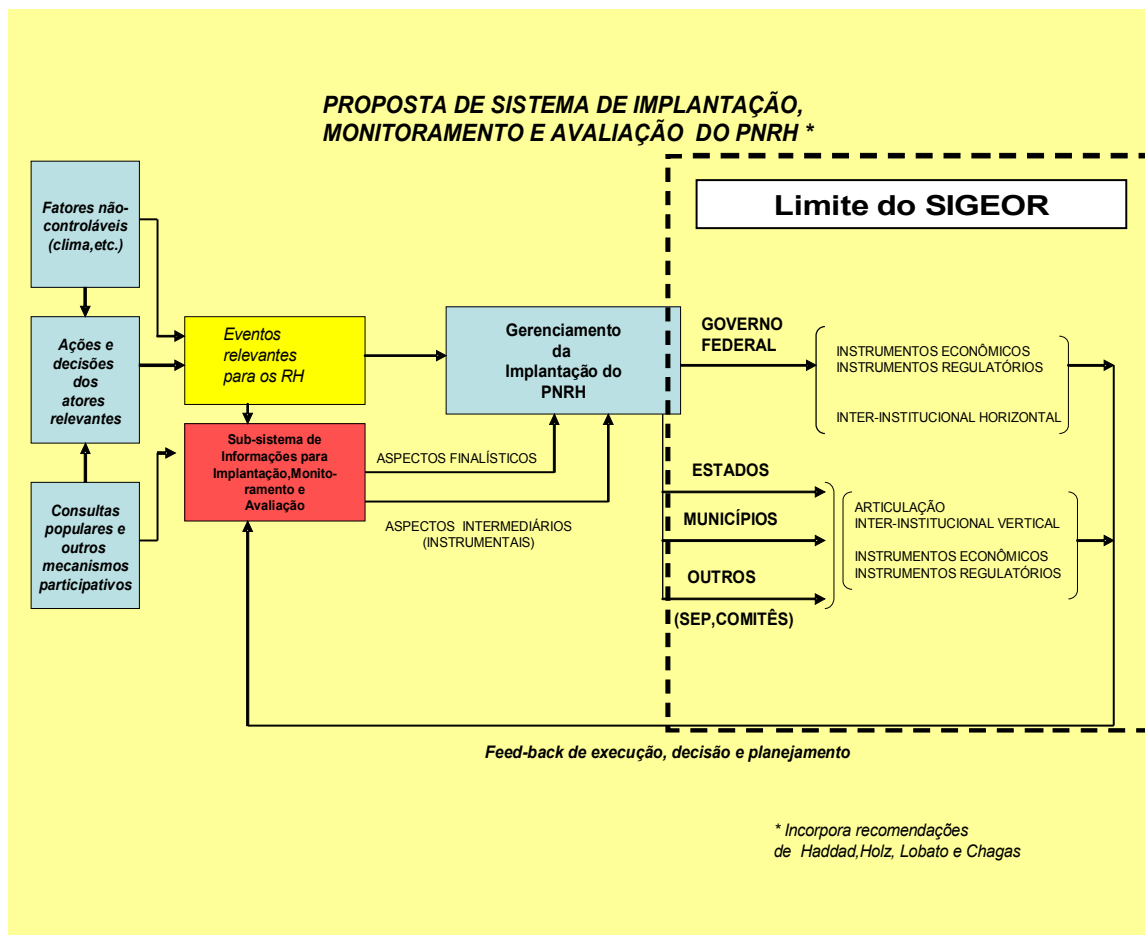 PROPOSTA DE SISTEMA DE IMPLANTAÇÃO,
MONITORAMENTO E AVALIAÇÃO DO PNRH *
Limite do SIGEOR
Fatores não-
controláveis
(clima,etc.)
Ações e
decisões dos
atores
relevantes
Consultas
populares e
outros
mecanismos
participativos
Eventos
relevantes
para os RH
Sub-sistema de
Informações para
Implantação,Monito-
ramento e
Avaliação
ASPECTOS FINALÍSTICOS
ASPECTOS INTERMEDIÁRIOS
(INSTRUMENTAIS)
Gerenciamento
da
Implantação do
PNRH
GOVERNO
FEDERAL
INSTRUMENTOS ECONÔMICOS
INSTRUMENTOS REGULATÓRIOS
INTER-INSTITUCIONAL HORIZONTAL
ESTADOS
MUNICÍPIOS
OUTROS
(SEP,COMITÊS)
ARTICULAÇÃO
INTER-INSTITUCIONAL VERTICAL
INSTRUMENTOS ECONÔMICOS
INSTRUMENTOS REGULATÓRIOS
Feed-back de execução, decisão e planejamento
* Incorpora recomendações
de Haddad,Holz, Lobato e Chagas